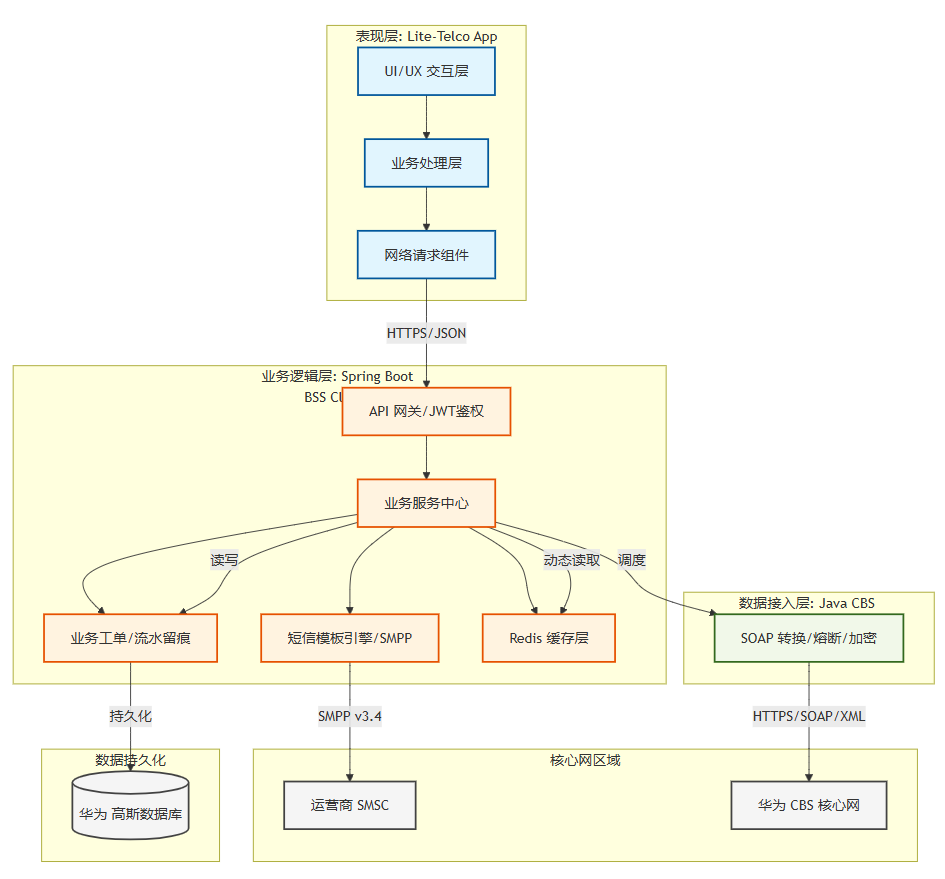 表现层: Lite-Telco App
UI/UX 交互层
业务处理层
网络请求组件
HTTPS/JSON
业务逻辑层: Spring Boot
BSS
API 网关/JWT鉴权
业务服务中心
读写
动态读取
调度
数据接入层: Java CBS
业务工单/流水留痕
短信模板引擎/SMPP
Redis 缓存层
SOAP 转换/熔断/加密
持久化
SMPP v3.4
HTTPS/SOAP/XML
数据持久化
核心网区域
华为 高斯数据库
运营商 SMSC
华为 CBS 核心网